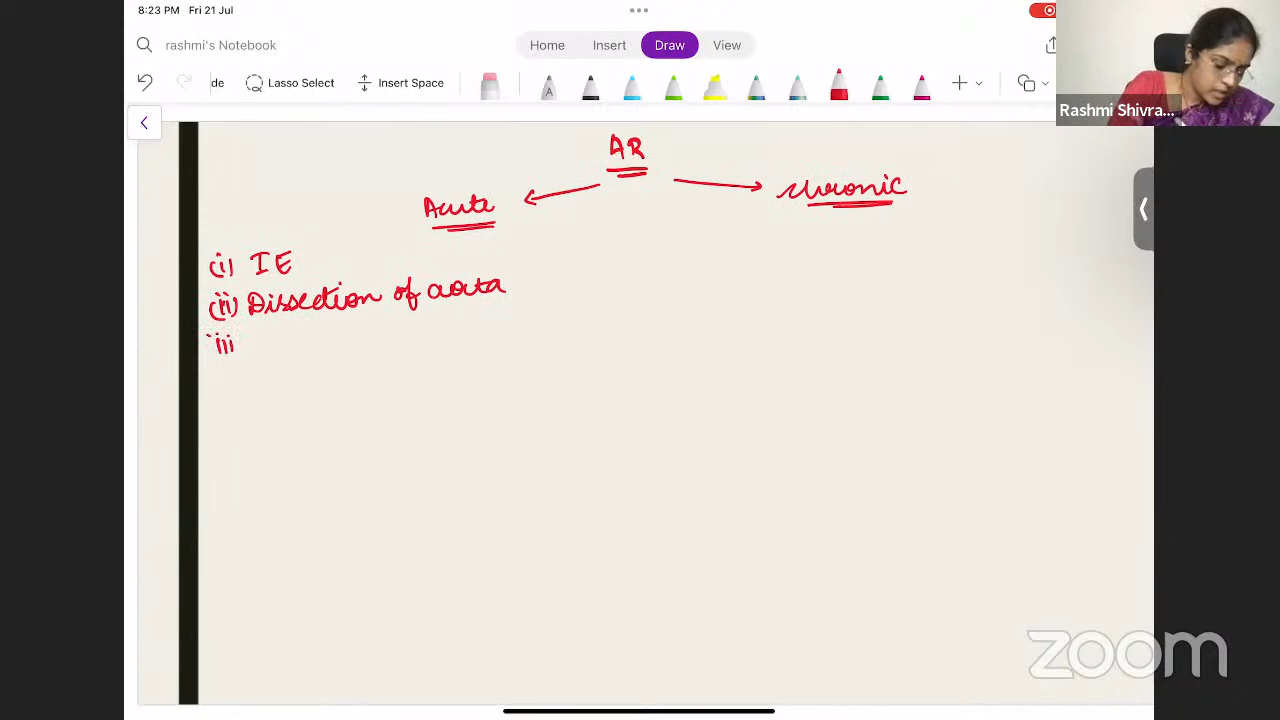 8:23 PM Fri 21 Jul
rashmi's Notebook
Home Insert Draw View
de Lasso Select Insert Space
A
Rashmi Shivra...
AR
Acute
chronic
(i) IE
(ii) Dissection of aorta
iii
zoom